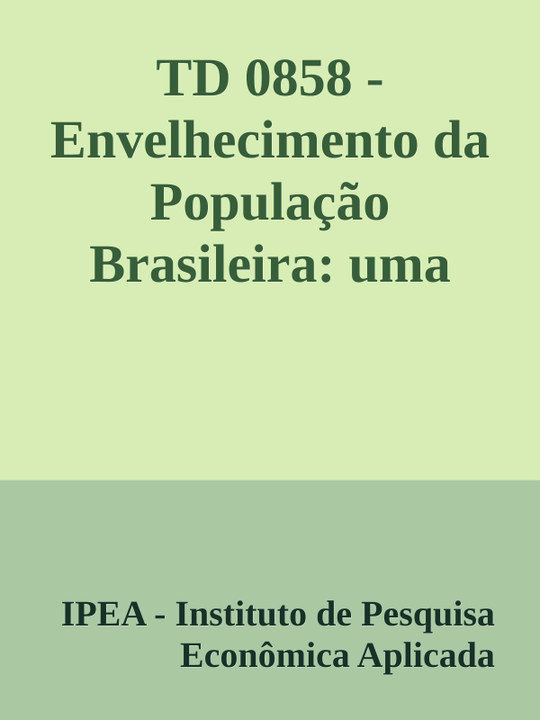 TD 0858 -
Envelhecimento da
População
Brasileira: uma
IPEA - Instituto de Pesquisa
Econômica Aplicada